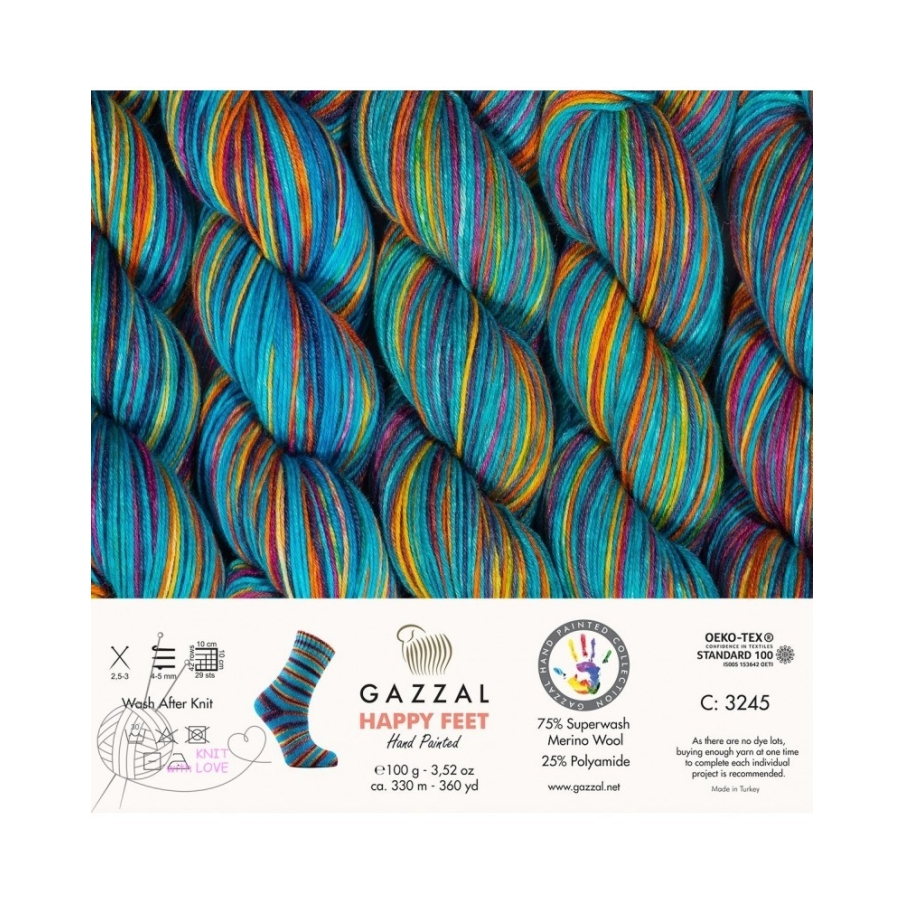 10 cm
42 rows
10 cm
2,5-3
4-5 mm
29 sts
Wash After Knit
30
KNIT
with LOVE
GAZZAL
HAPPY FEET
Hand Painted
℮100 g - 3,52 oz
ca. 330 m - 360 yd
GAZZAL HAND PAINTED COLLECTION
75% Superwash
Merino Wool
25% Polyamide
www.gazzal.net
OEKO-TEX®
CONFIDENCE IN TEXTILES
STANDARD 100
IS005 153642 OETI
C: 3245
As there are no dye lots,
buying enough yarn at one time
to complete each individual
project is recommended.
Made in Turkey